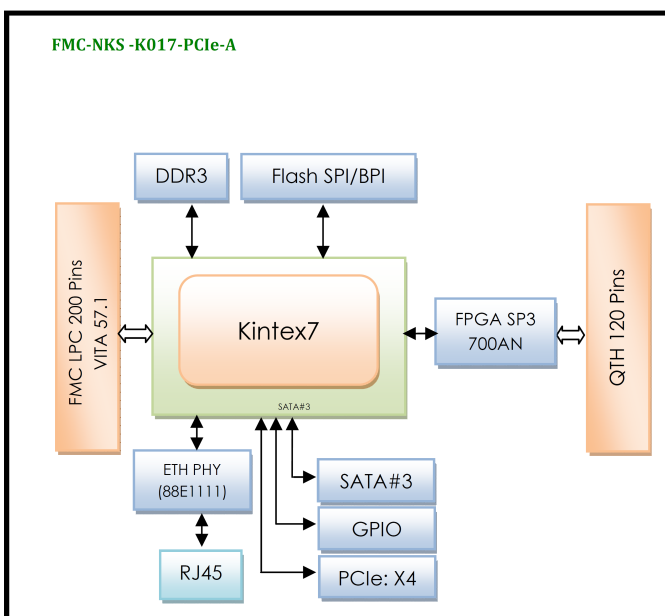 FMC-NKS -K017-PCIe-A
DDR3
Flash SPI/BPI
FMC LPC 200 Pins
VITA 57.1
Kintex7
SATA#3
FPGA SP3
700AN
QTH 120 Pins
ETH PHY
(88E1111)
SATA#3
GPIO
RJ45
PCIe: X4